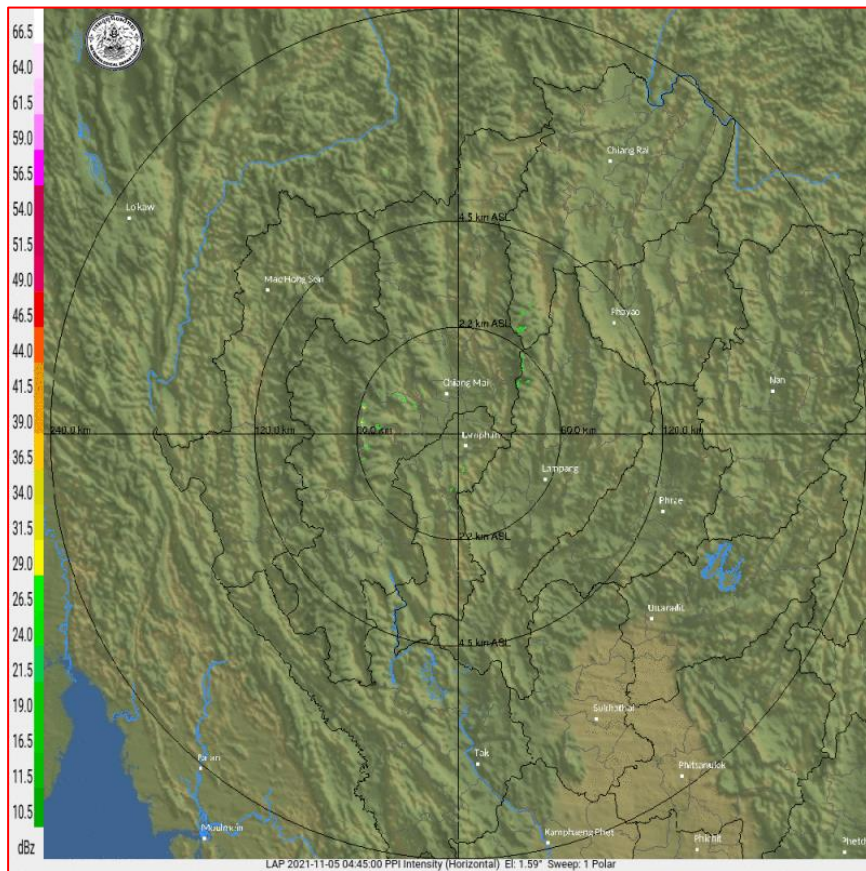 66.5
64.0
61.5
59.0
56.5
54.0
51.5
49.0
46.5
44.0
41.5
39.0
36.5
34.0
31.5
29.0
26.5
24.0
21.5
19.0
16.5
14.0
11.5
10.5
dBz
Chiang Rai
Loikaw
4.5 km ASL
Mae Hong Son
Phayao
2.2 km ASL
Chiang Mai
Nan
240.0 km
120.0 km
60.0 km
60.0 km
120.0 km
Lamphun
Lampang
Phrae
2.2 km ASL
Uttaradit
4.5 km ASL
Sukhothai
Tak
Pa'an
Phitsanulok
Moulmein
Kamphaeng Phet
Phichit
LAP 2021-11-05 04:45:00 PPI Intensity (Horizontal) El: 1.59° Sweep: 1 Polar